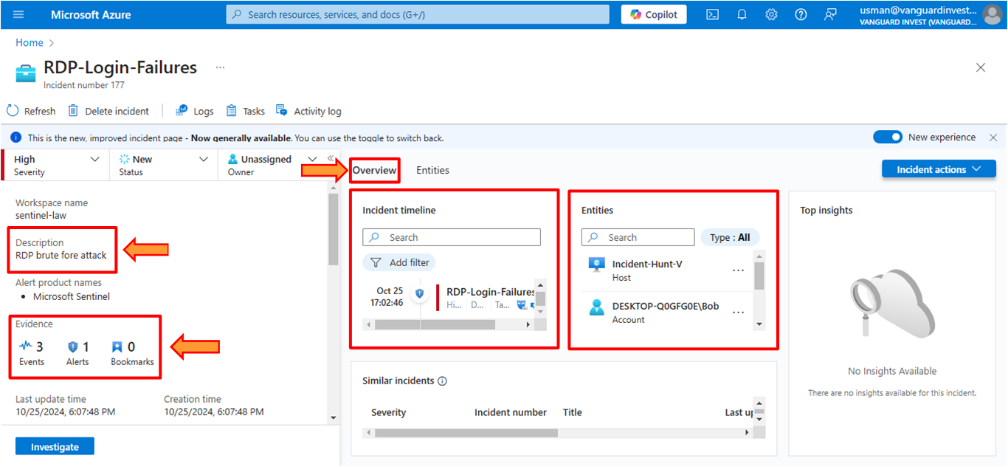 Microsoft Azure
Search resources, services, and docs (G+/)
Copilot
usman@vanguardinvest...
VANGUARD INVEST (VANGUARD...
Home >
RDP-Login-Failures ...
Incident number 177
Refresh
Delete incident
Logs
Tasks
Activity log
This is the new, improved incident page - Now generally available. You can use the toggle to switch back.
New experience
High
Severity
New
Status
Unassigned
Owner
Overview
Entities
Incident actions
Workspace name
sentinel-law
Description
RDP brute fore attack
Alert product names
• Microsoft Sentinel
Evidence
3
Events
1
Alerts
0
Bookmarks
Last update time
10/25/2024, 6:07:48 PM
Creation time
10/25/2024, 6:07:48 PM
Investigate
Incident timeline
Search
Add filter
Oct 25
17:02:46
RDP-Login-Failures
Hi... D... Ta...
Entities
Search
Type : All
Incident-Hunt-V
Host
DESKTOP-Q0GFG0E\Bob
Account
Top insights
No Insights Available
There are no insights available for this incident.
Similar incidents
Severity
Incident number
Title
Last up